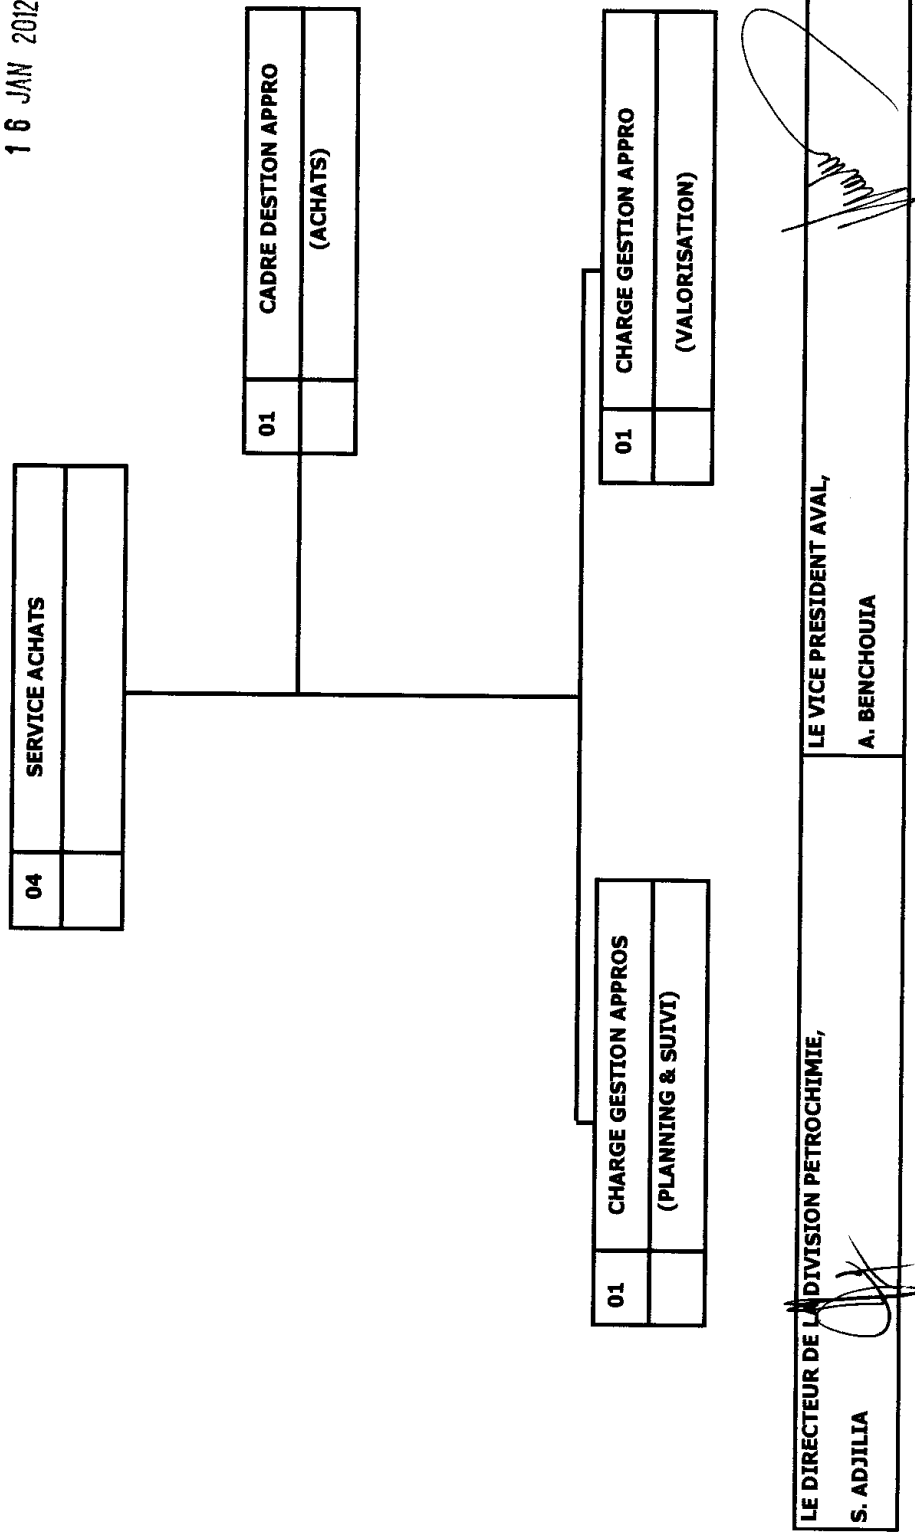 16 JAN 2012
04 SERVICE ACHATS
01 CADRE DESTION APPRO
(ACHATS)
01 CHARGE GESTION APPROS
(PLANNING & SUIVI)
01 CHARGE GESTION APPRO
(VALORISATION)
LE DIRECTEUR DE LA DIVISION PETROCHIMIE,
S. ADJILIA
LE VICE PRESIDENT AVAL,
A. BENCHOUIA